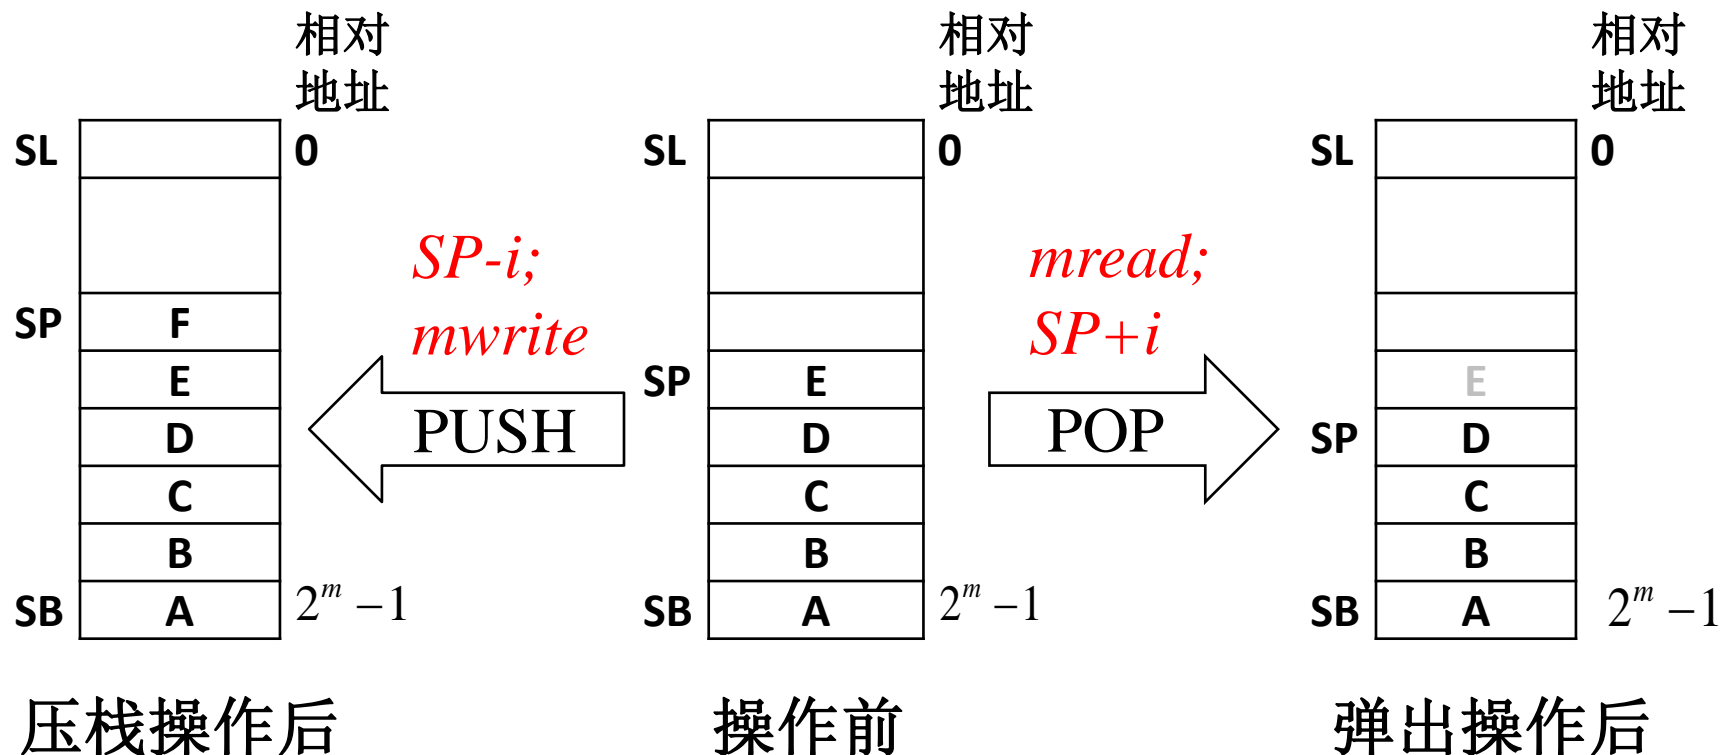 相对
地址
相对
地址
相对
地址
SL 0 SL 0 SL 0
SP-i;
mwrite
mread;
SP+i
SP F
E SP E E
D D SP D
C C C
B B B
SB A 2^m −1 SB A 2^m −1 SB A 2^m −1
PUSH
POP
压栈操作后 操作前 弹出操作后